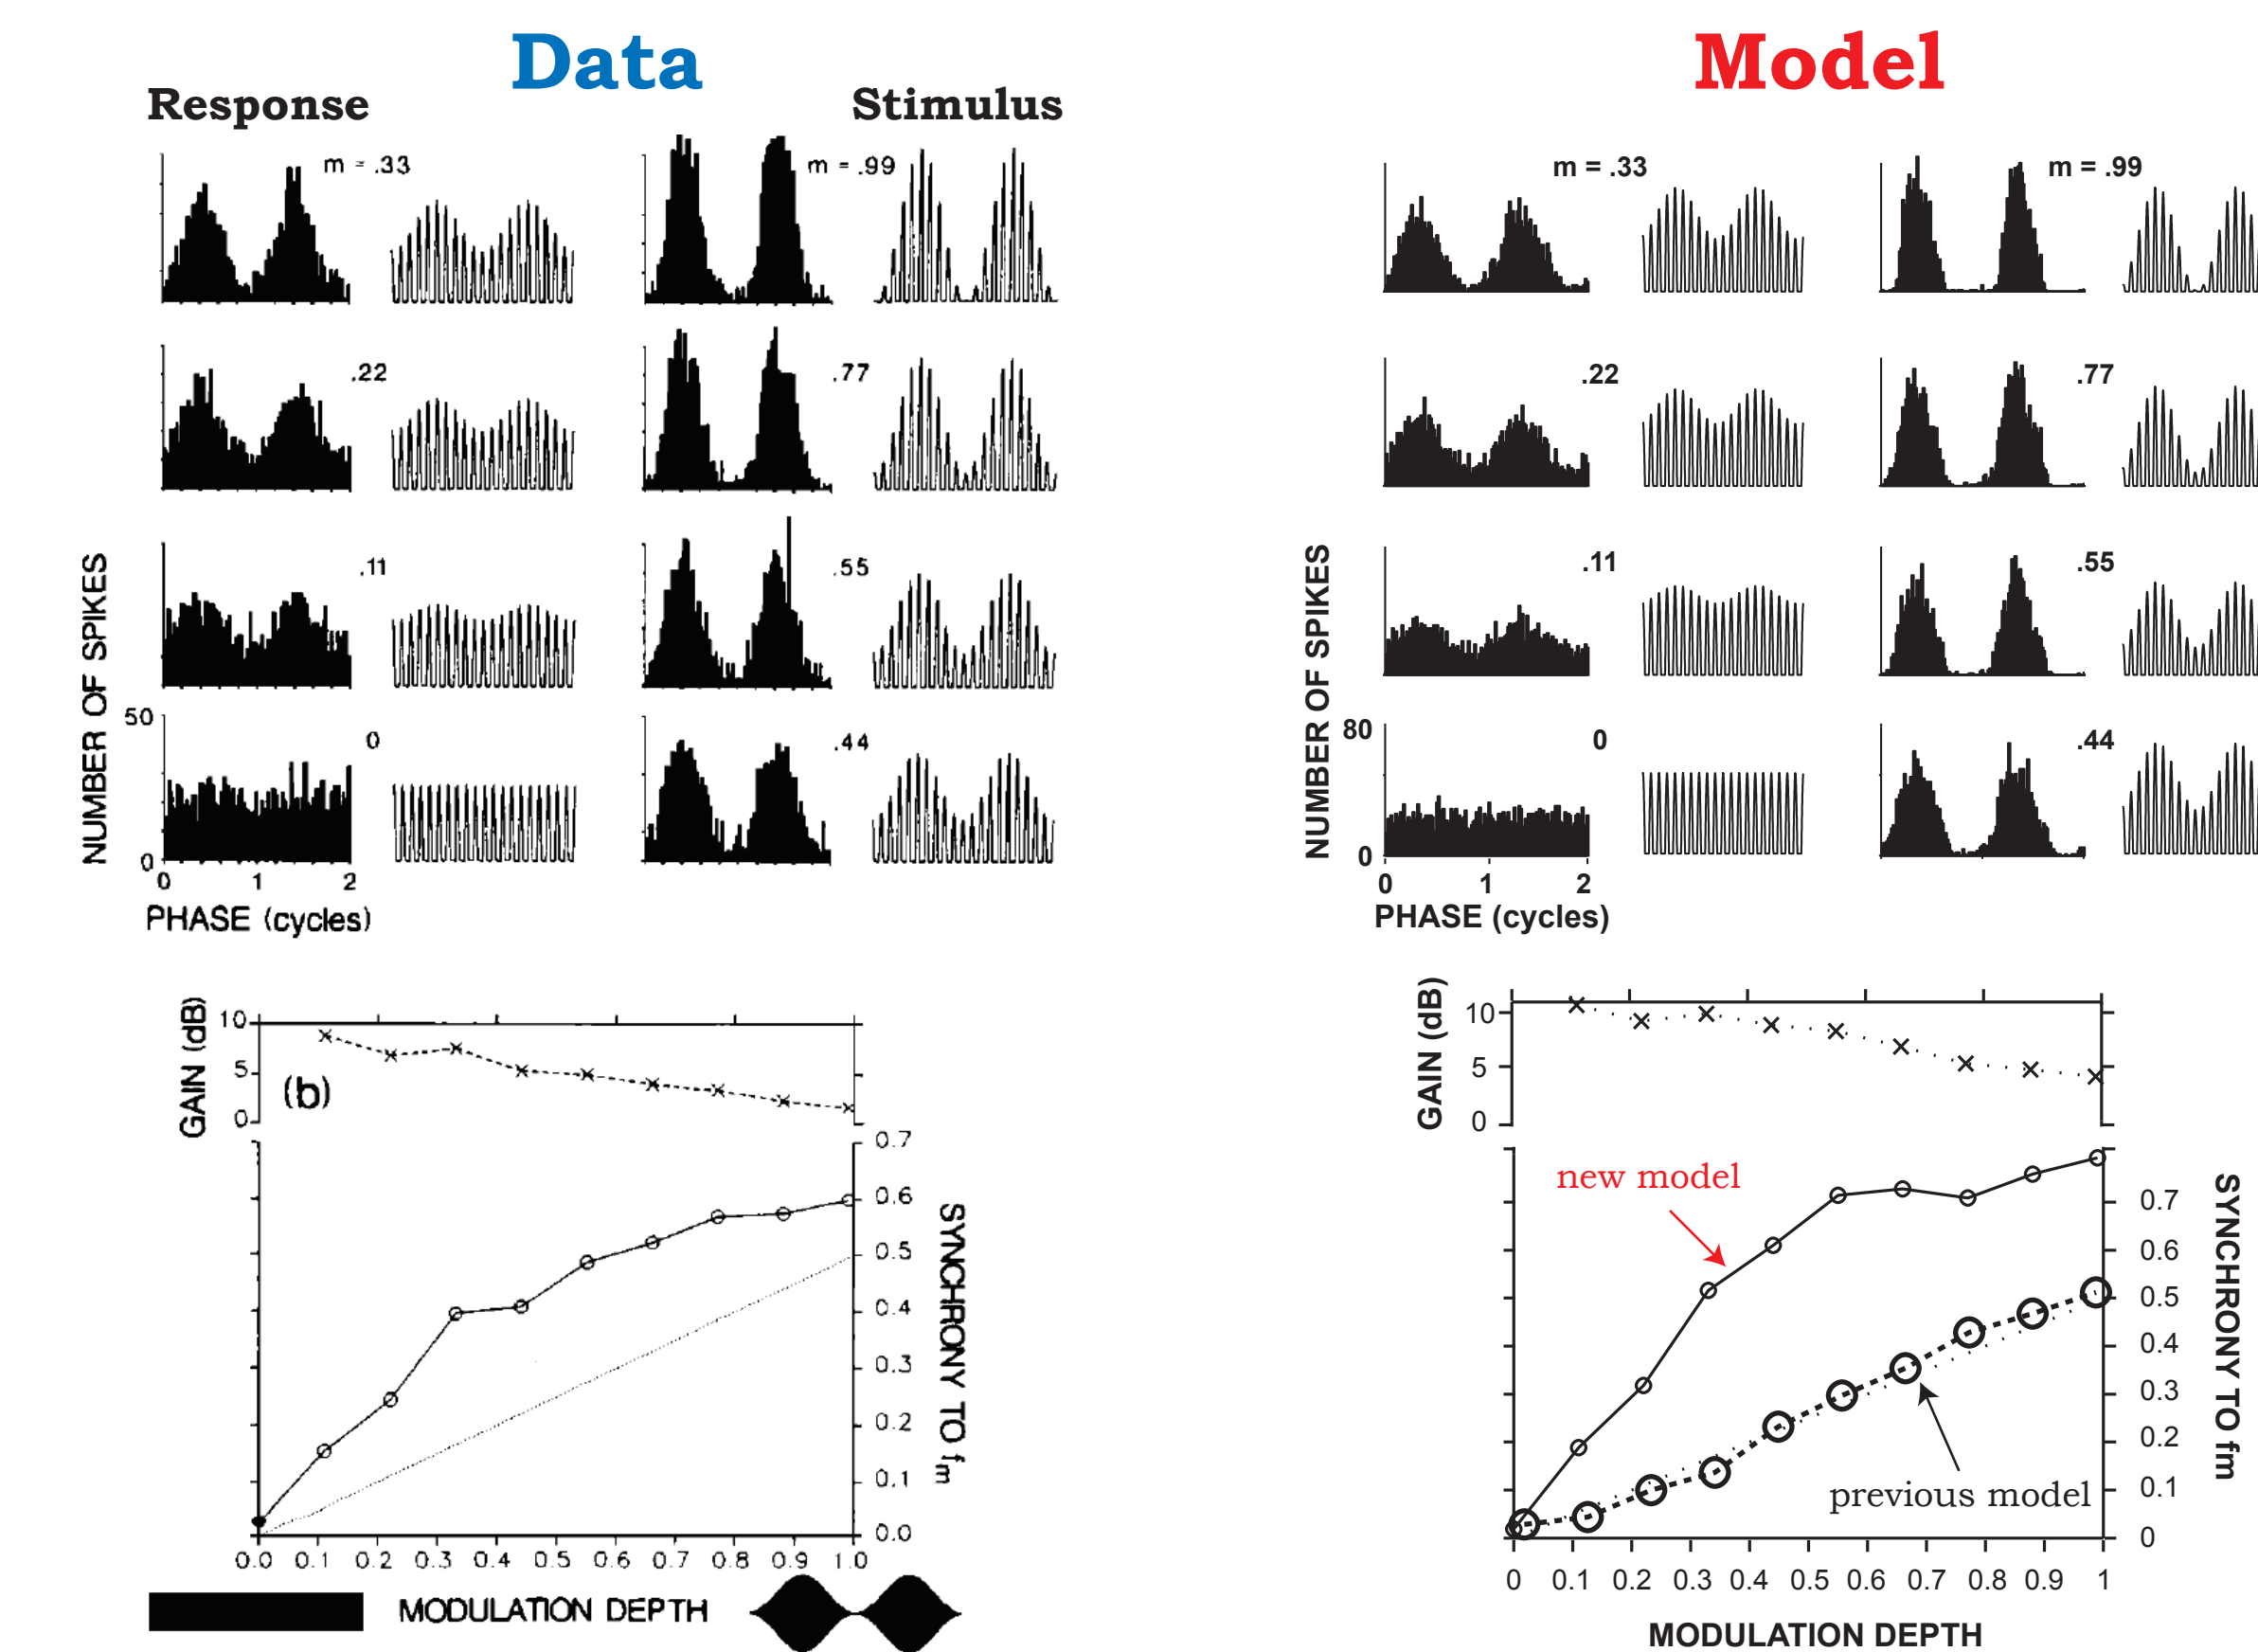 Data
Response
Stimulus
m = .33
m = .99
.22
.77
.11
.55
0
.44
NUMBER OF SPIKES
50
0
0 1 2
PHASE (cycles)
GAIN (dB)
10
5
0
(b)
0.7
0.6
0.5
0.4
0.3
0.2
0.1
0.0
SYNCHRONY TO fm
0.0 0.1 0.2 0.3 0.4 0.5 0.6 0.7 0.8 0.9 1.0
MODULATION DEPTH
Model
m = .33
m = .99
.22
.77
.11
.55
0
.44
NUMBER OF SPIKES
80
0
0 1 2
PHASE (cycles)
GAIN (dB)
10
5
0
new model
previous model
0.7
0.6
0.5
0.4
0.3
0.2
0.1
0
SYNCHRONY TO fm
0 0.1 0.2 0.3 0.4 0.5 0.6 0.7 0.8 0.9 1
MODULATION DEPTH